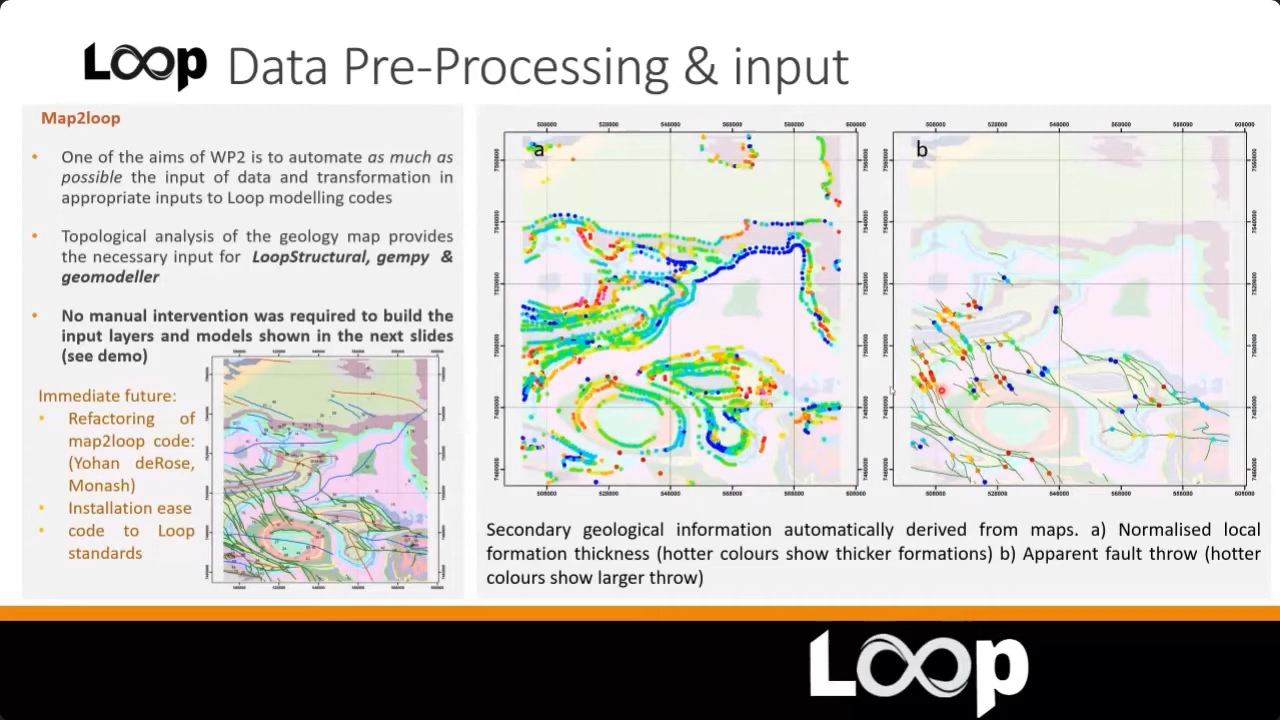 Loop Data Pre-Processing & input
Map2loop
• One of the aims of WP2 is to automate as much as
possible the input of data and transformation in
appropriate inputs to Loop modelling codes
• Topological analysis of the geology map provides
the necessary input for LoopStructural, gempy &
geomodeller
• No manual intervention was required to build the
input layers and models shown in the next slides
(see demo)
Immediate future:
• Refactoring of
map2loop code:
(Yohan deRose,
Monash)
• Installation ease
• code to Loop
standards
a
b
Secondary geological information automatically derived from maps. a) Normalised local
formation thickness (hotter colours show thicker formations) b) Apparent fault throw (hotter
colours show larger throw)
Loop